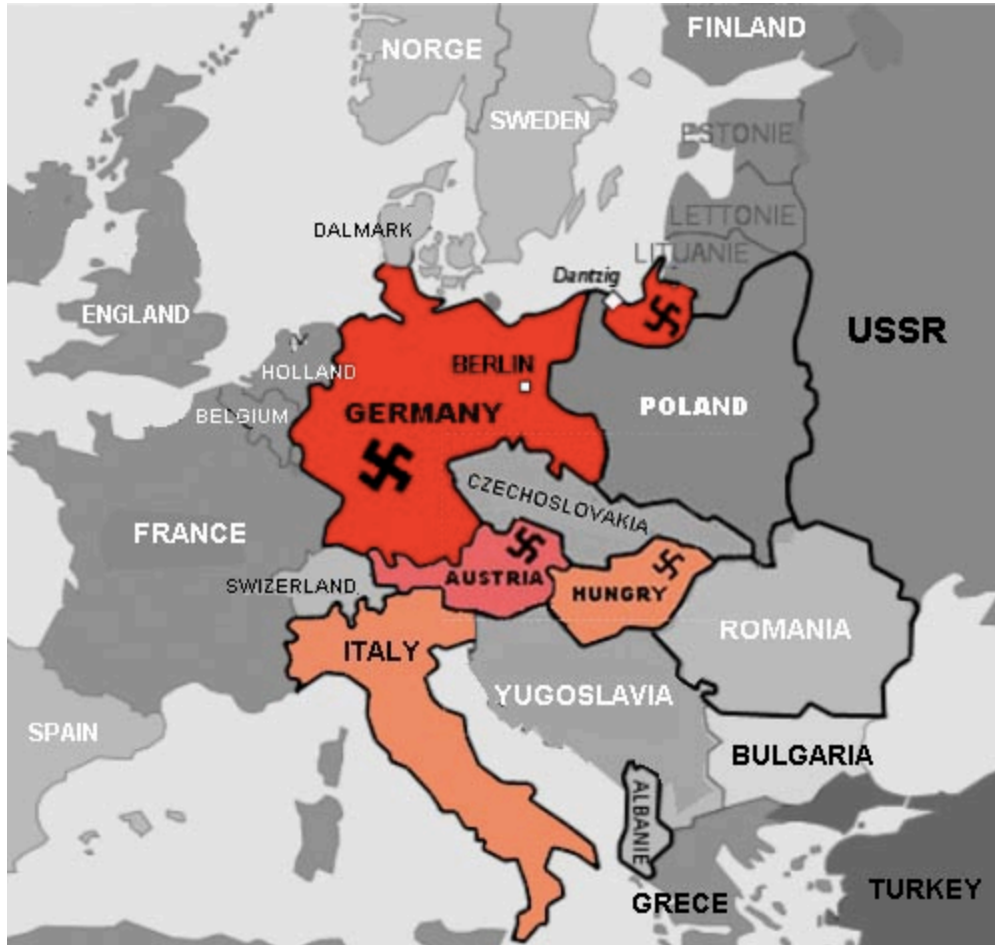 FINLAND
NORGE
SWEDEN
ESTONIE
LETTONIE
DALMARK
LITUANIE
Dantzig
ENGLAND
USSR
BERLIN
HOLLAND
POLAND
BELGIUM
GERMANY
CZECHOSLOVAKIA
FRANCE
SWIZERLAND
AUSTRIA
HUNGRY
ROMANIA
ITALY
YUGOSLAVIA
SPAIN
BULGARIA
ALBANIE
TURKEY
GRECE